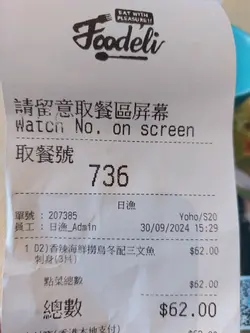 EAT WITH
PLEASURE!!
Foodeli
請留意取餐區屏幕
Watch No. on screen
取餐號
736
日漁
單號：207385 Yoho/S20
員工：日漁_Admin 30/09/2024 15:29
1 02)香辣海鮮撈烏冬配三文魚 $62.00
刺身(3片)
點菜總數 $62.00
總數 $62.00